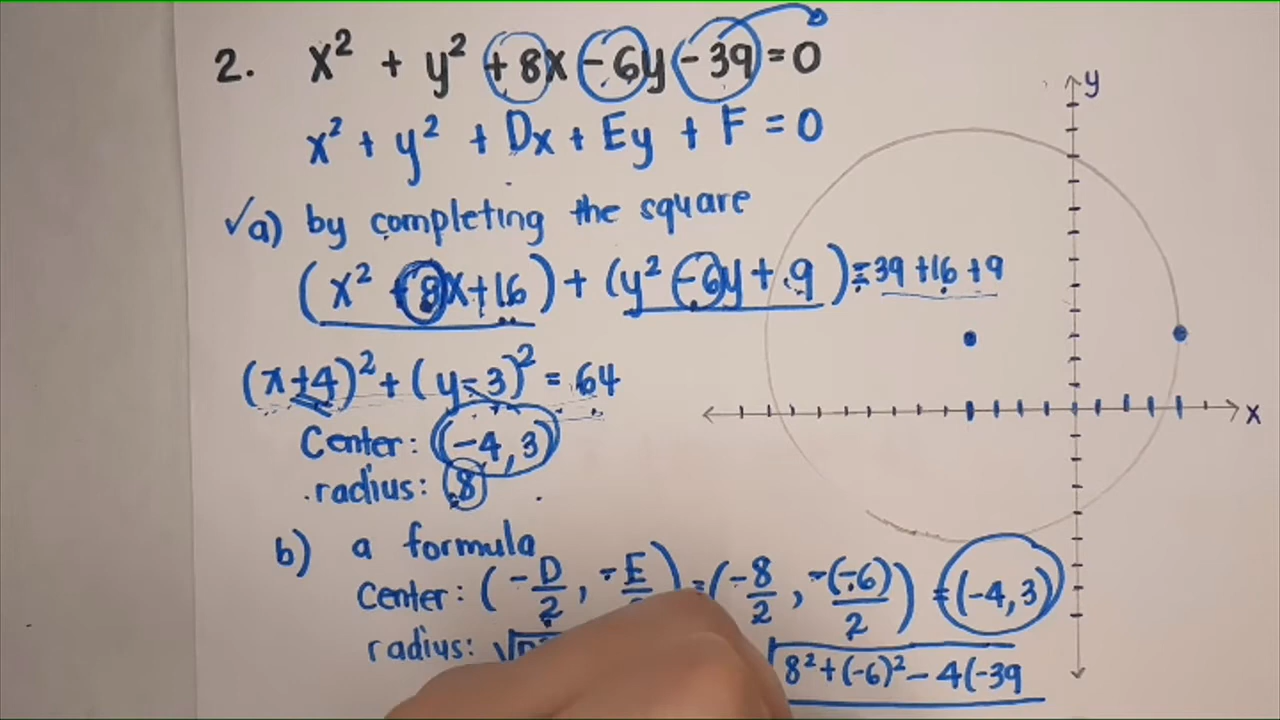 2. x² + y² +8x -6y -39 = 0
x² + y² + Dx + Ey + F = 0
y
✓a) by completing the square
(x² +8x+16) + (y² -6y + 9) = 39 +16 + 9
(x+4)² + (y-3)² = 64
x
Center: (-4, 3)
radius: 8
b) a formula
Center: (-D/2, -E/ ) = (-8/2, -(-6)/2) = (-4, 3)
radius: √ 8² + (-6)² - 4(-39